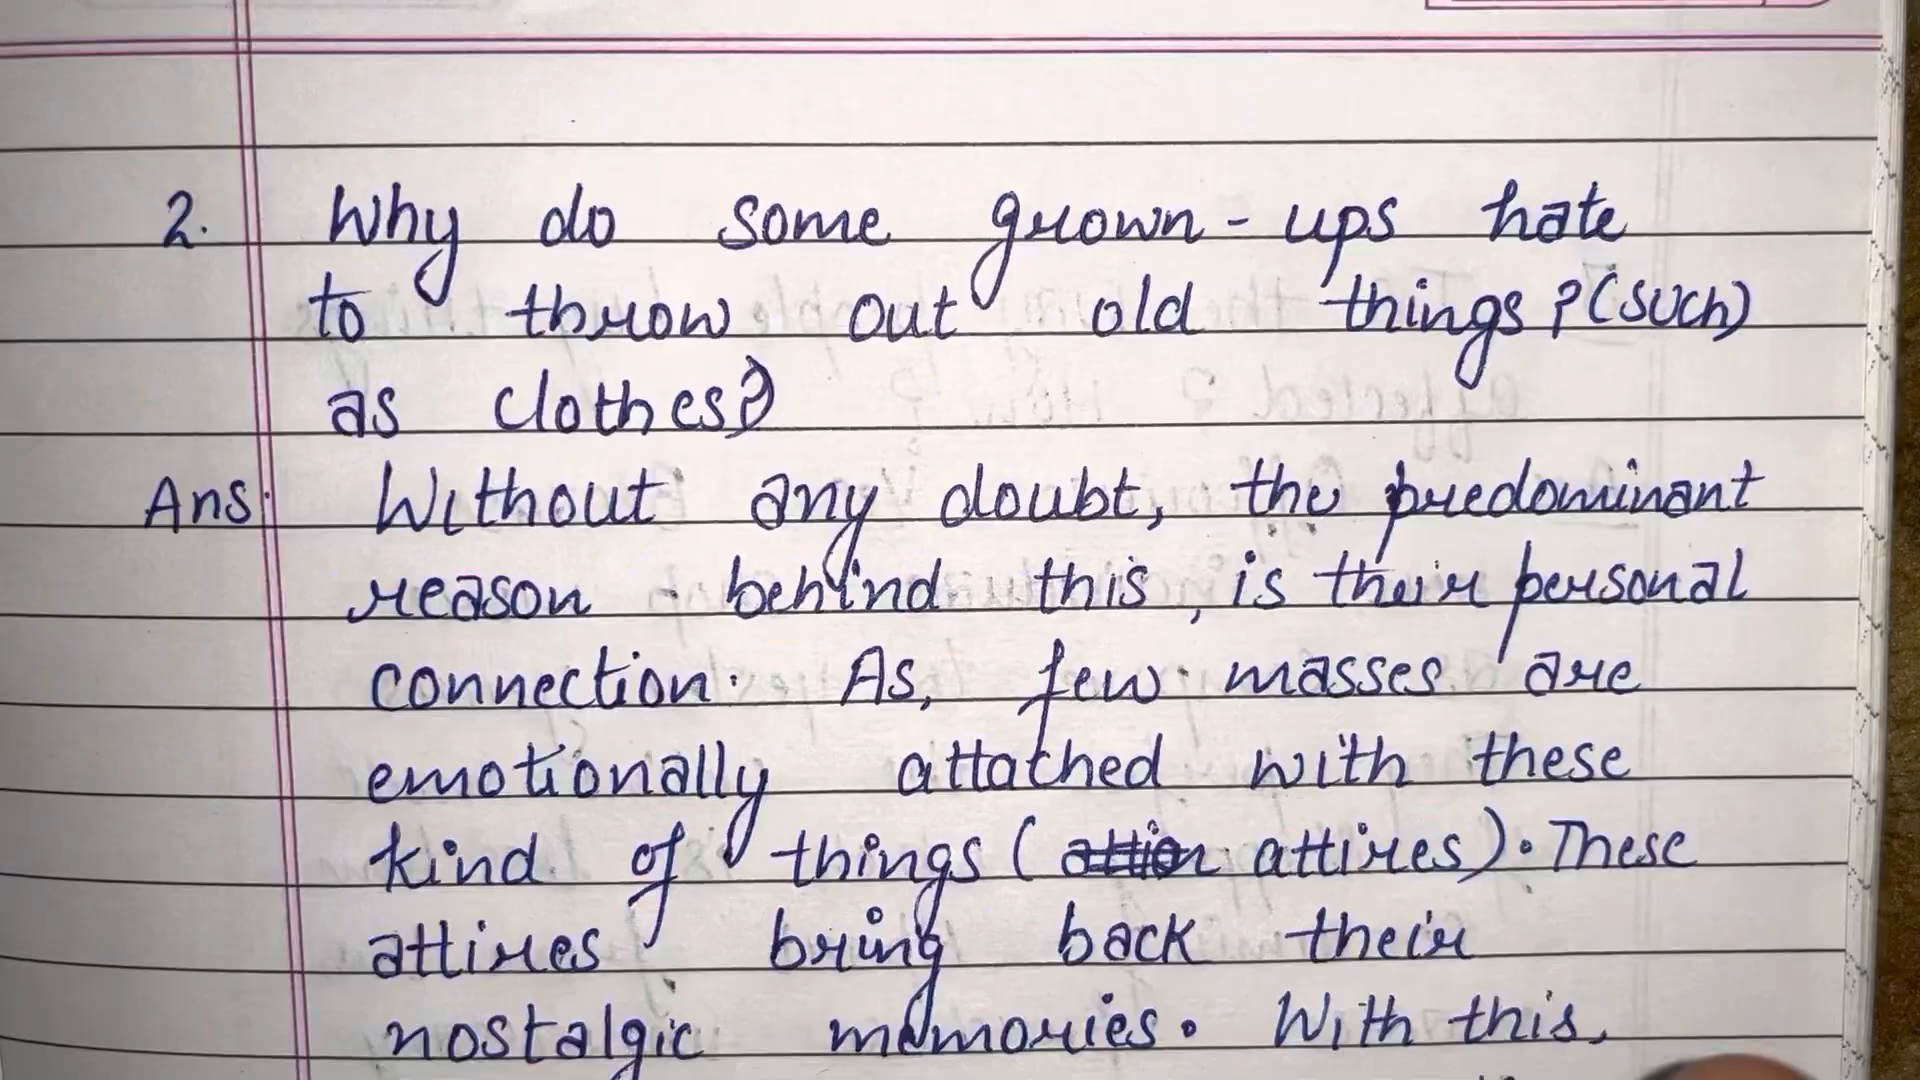 2. Why do some grown-ups hate
to throw out old things? (such)
as clothes?)
Ans. Without any doubt, the predominant
reason behind this, is their personal
connection. As, few masses are
emotionally attached with these
kind of things ( attires). These
attires bring back their
nostalgic memories. With this,